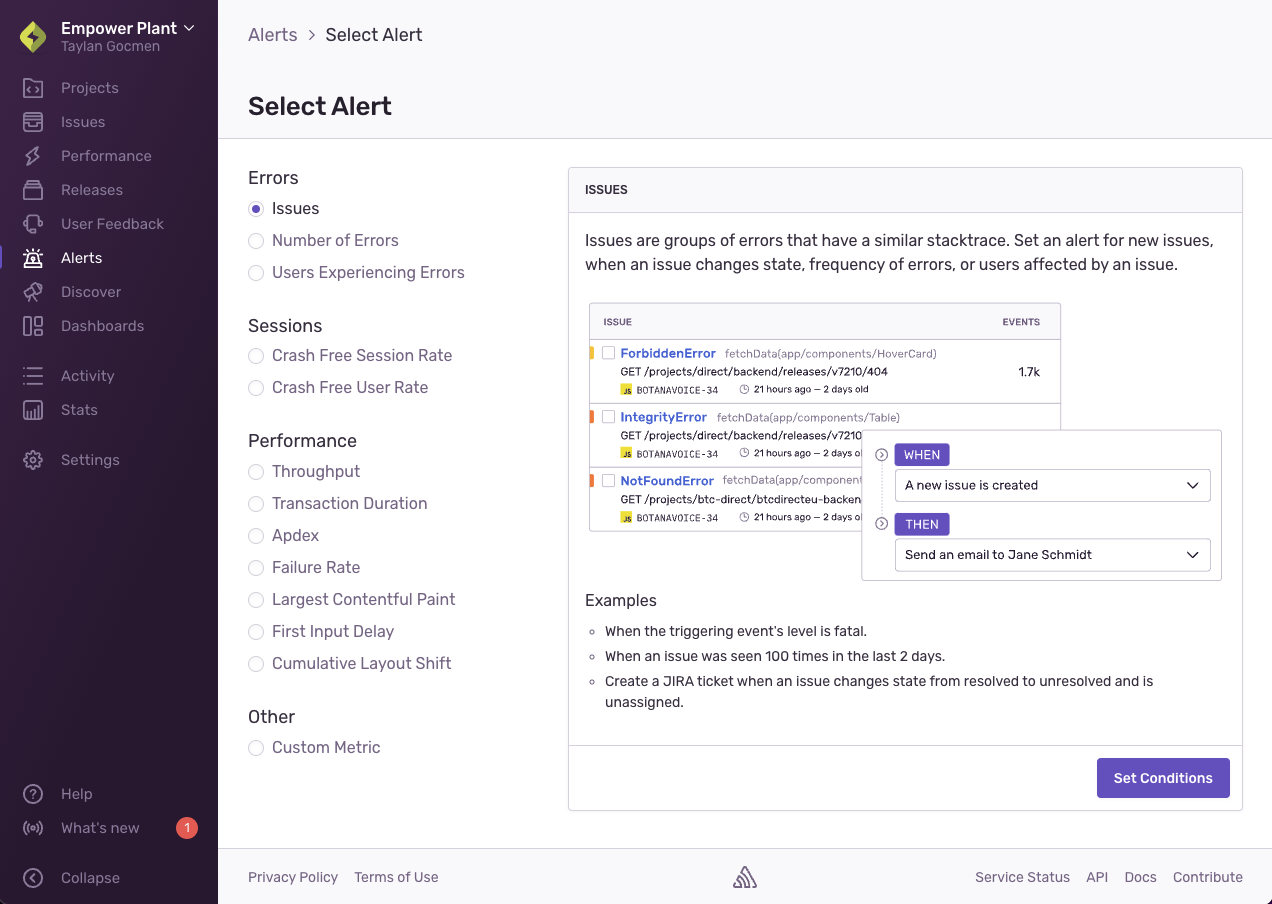 Empower Plant
Taylan Gocmen
Projects
Issues
Performance
Releases
User Feedback
Alerts
Discover
Dashboards
Activity
Stats
Settings
Help
What's new 1
Collapse
Alerts > Select Alert
Select Alert
Errors
Issues
Number of Errors
Users Experiencing Errors
Sessions
Crash Free Session Rate
Crash Free User Rate
Performance
Throughput
Transaction Duration
Apdex
Failure Rate
Largest Contentful Paint
First Input Delay
Cumulative Layout Shift
Other
Custom Metric
ISSUES
Issues are groups of errors that have a similar stacktrace. Set an alert for new issues,
when an issue changes state, frequency of errors, or users affected by an issue.
ISSUE EVENTS
ForbiddenError fetchData(app/components/HoverCard)
GET /projects/direct/backend/releases/v7210/404 1.7k
JS BOTANAVOICE-34 21 hours ago — 2 days old
IntegrityError fetchData(app/components/Table)
GET /projects/direct/backend/releases/v7210
JS BOTANAVOICE-34 21 hours ago — 2 days ol
NotFoundError fetchData(app/component
GET /projects/btc-direct/btcdirecteu-backen
JS BOTANAVOICE-34 21 hours ago — 2 days ol
WHEN
A new issue is created
THEN
Send an email to Jane Schmidt
Examples
When the triggering event's level is fatal.
When an issue was seen 100 times in the last 2 days.
Create a JIRA ticket when an issue changes state from resolved to unresolved and is
unassigned.
Set Conditions
Privacy Policy Terms of Use Service Status API Docs Contribute